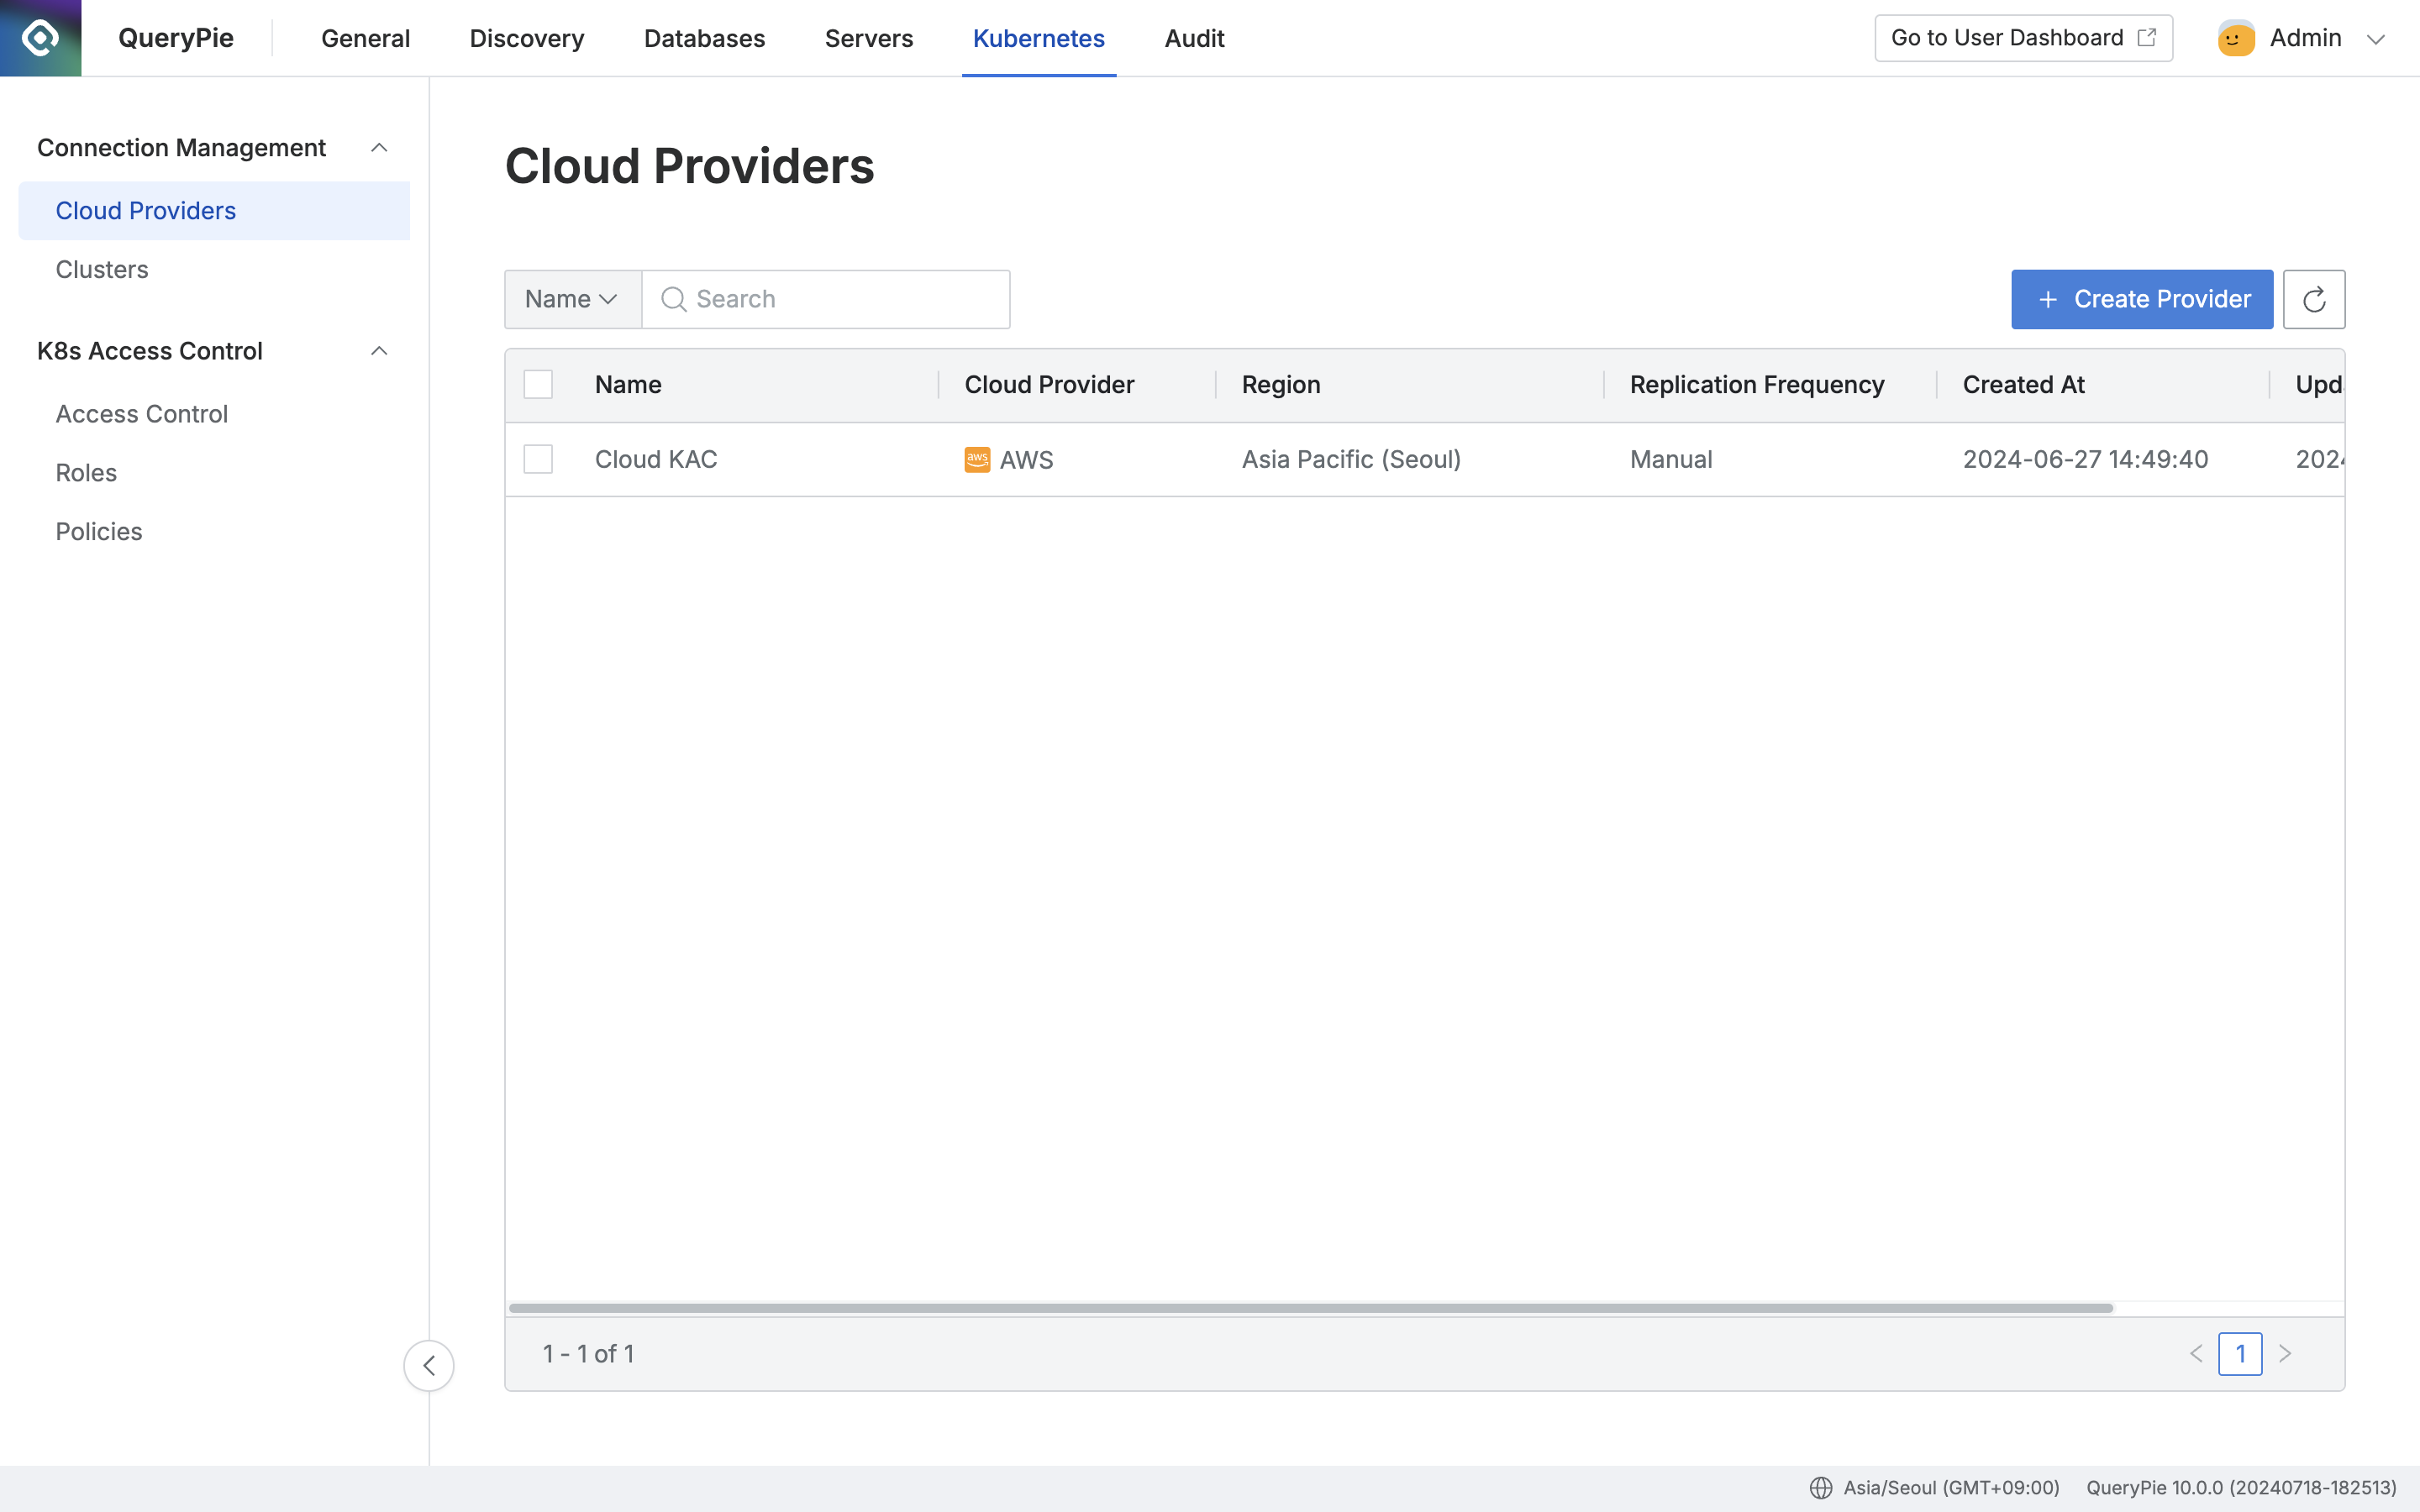 QueryPie
General
Discovery
Databases
Servers
Kubernetes
Audit
Go to User Dashboard
Admin
Connection Management
Cloud Providers
Clusters
K8s Access Control
Access Control
Roles
Policies
Cloud Providers
Name
Search
Create Provider
Name
Cloud Provider
Region
Replication Frequency
Created At
Upd
Cloud KAC
aws
AWS
Asia Pacific (Seoul)
Manual
2024-06-27 14:49:40
202
1 - 1 of 1
1
Asia/Seoul (GMT+09:00)
QueryPie 10.0.0 (20240718-182513)